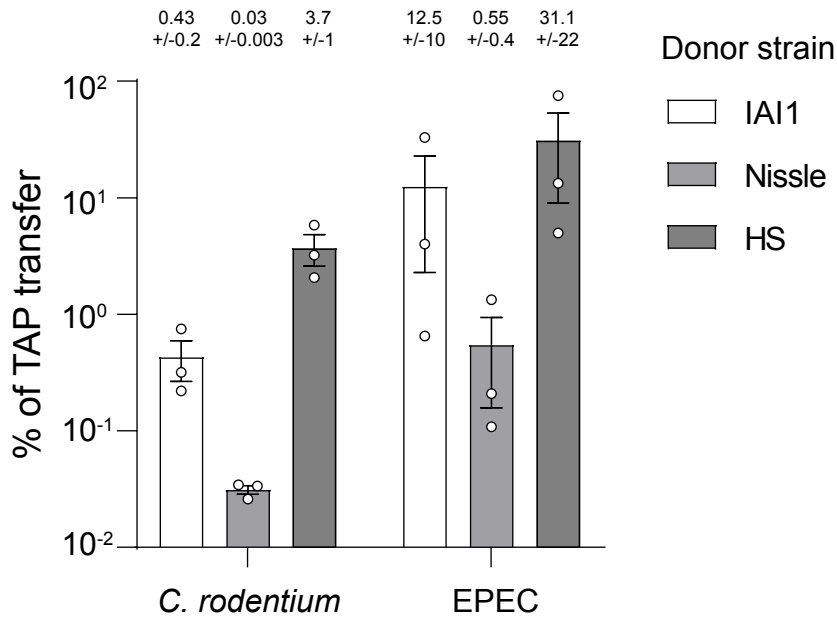 0.43 0.03 3.7 12.5 0.55 31.1
+/-0.2 +/-0.003 +/-1 +/-10 +/-0.4 +/-22
Donor strain
IAI1
Nissle
HS
% of TAP transfer
10²
10¹
10⁰
10⁻¹
10⁻²
C. rodentium EPEC